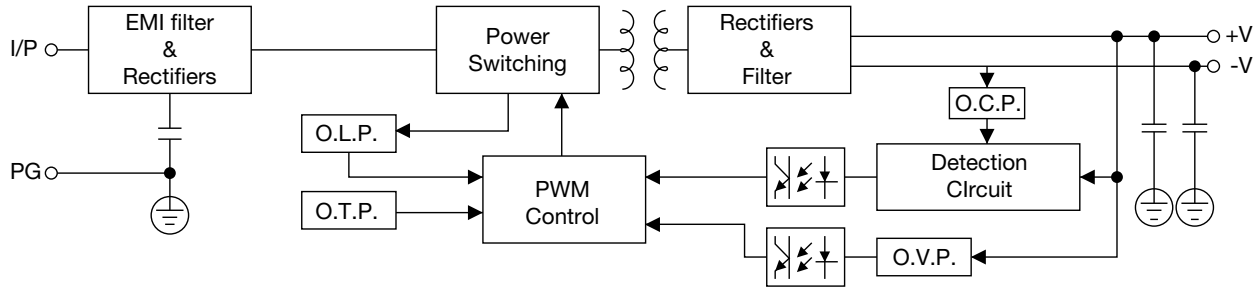 EMI filter
&
Rectifiers
I/P
Power
Switching
Rectifiers
&
Filter
+V
-V
O.C.P.
O.L.P.
PG
O.T.P.
PWM
Control
Detection
CIrcuit
O.V.P.